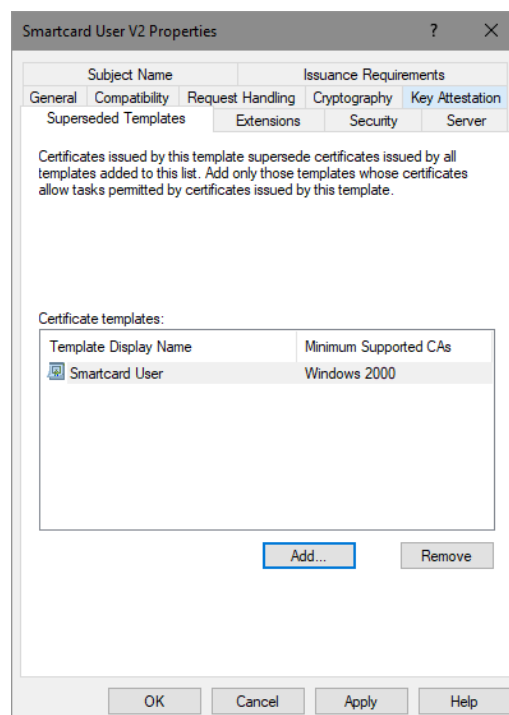 Smartcard User V2 Properties ?
Subject Name Issuance Requirements
General Compatibility Request Handling Cryptography Key Attestation
Superseded Templates Extensions Security Server
Certificates issued by this template supersede certificates issued by all
templates added to this list. Add only those templates whose certificates
allow tasks permitted by certificates issued by this template.
Certificate templates:
Template Display Name Minimum Supported CAs
Smartcard User Windows 2000
Add... Remove
OK Cancel Apply Help